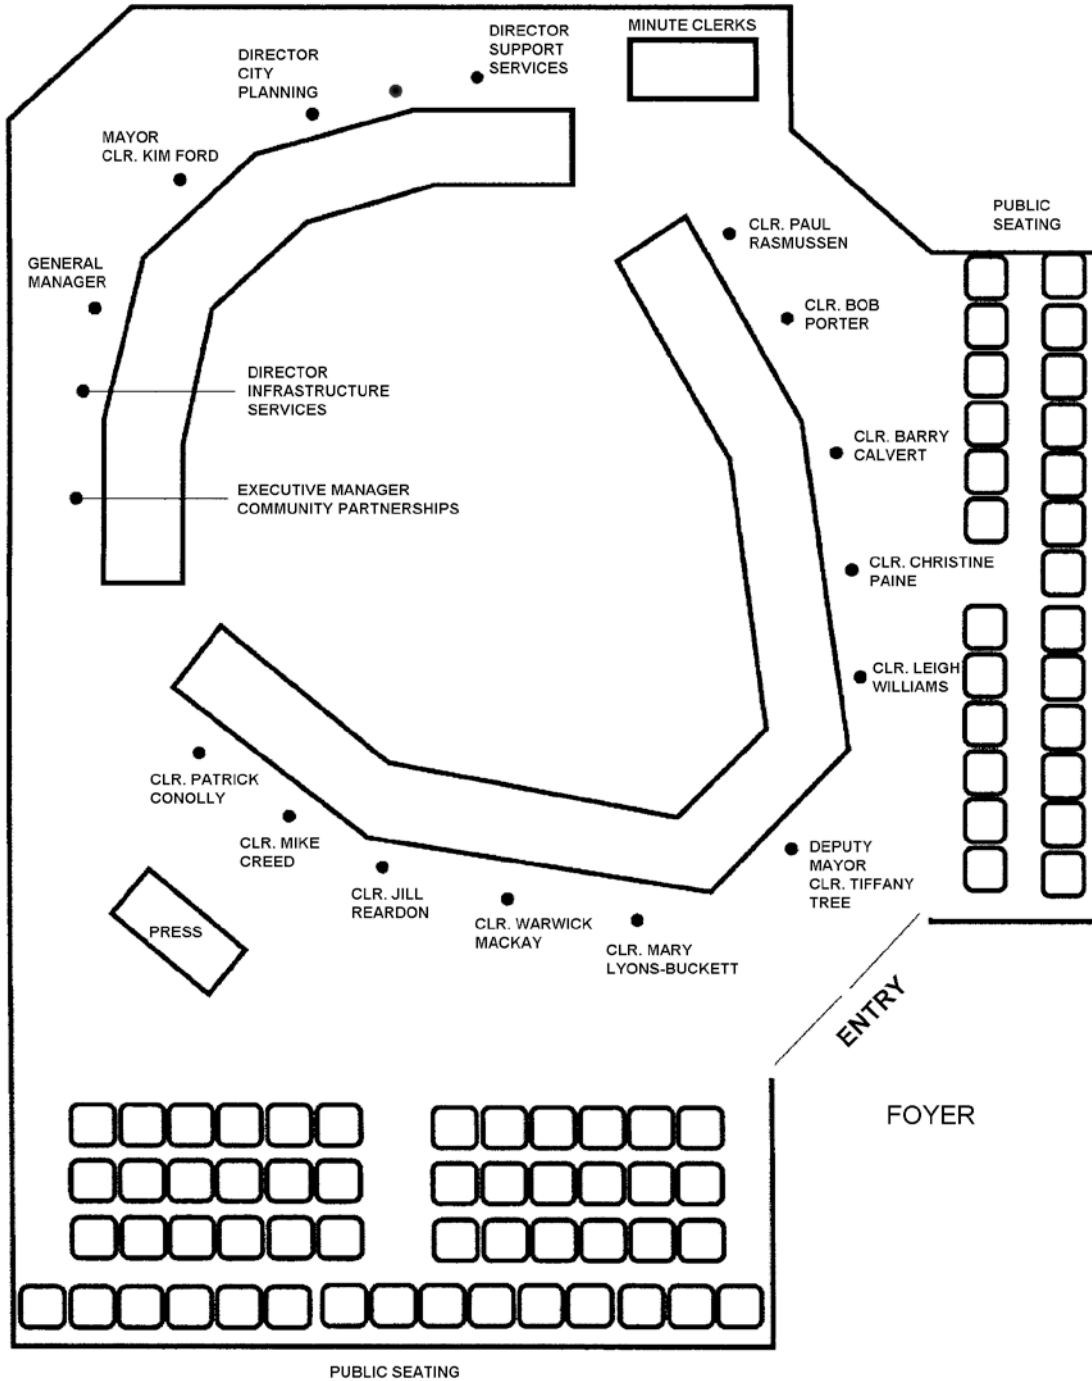 MINUTE CLERKS
DIRECTOR
SUPPORT
SERVICES
DIRECTOR
CITY
PLANNING
MAYOR
CLR. KIM FORD
GENERAL
MANAGER
DIRECTOR
INFRASTRUCTURE
SERVICES
EXECUTIVE MANAGER
COMMUNITY PARTNERSHIPS
CLR. PAUL
RASMUSSEN
PUBLIC
SEATING
CLR. BOB
PORTER
CLR. BARRY
CALVERT
CLR. CHRISTINE
PAINE
CLR. LEIGH
WILLIAMS
DEPUTY
MAYOR
CLR. TIFFANY
TREE
CLR. PATRICK
CONOLLY
CLR. MIKE
CREED
CLR. JILL
REARDON
CLR. WARWICK
MACKAY
CLR. MARY
LYONS-BUCKETT
PRESS
ENTRY
FOYER
PUBLIC SEATING